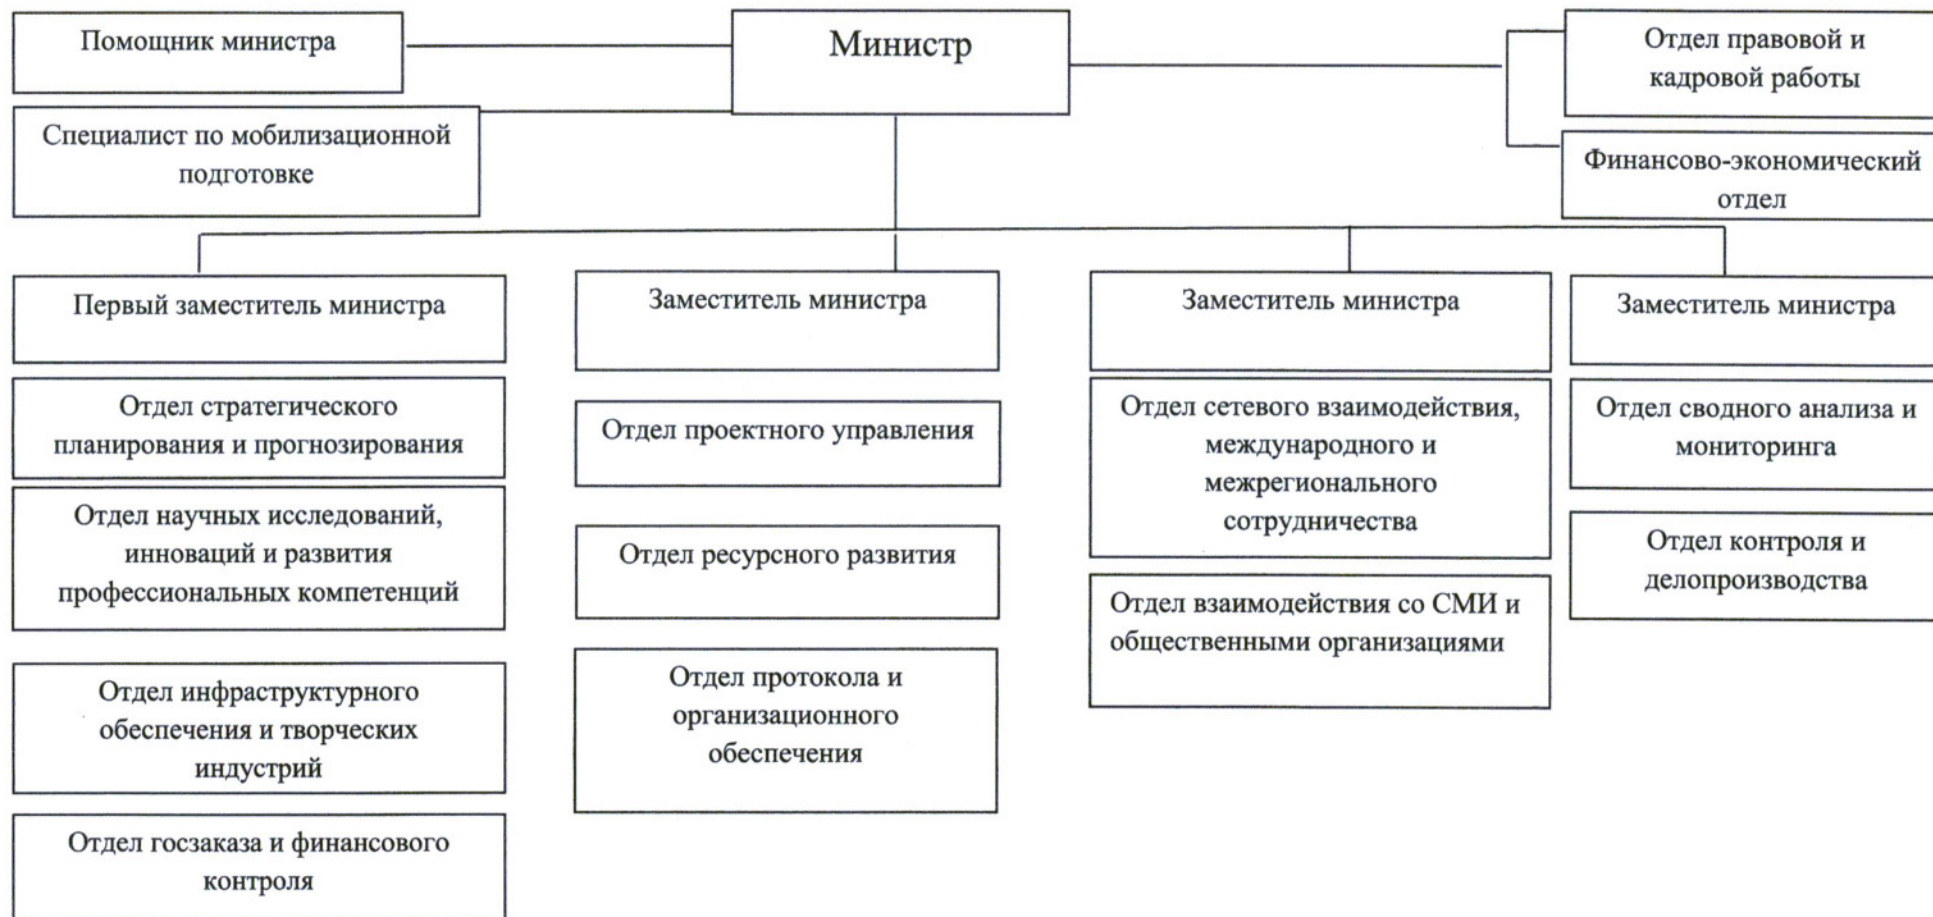 Помощник министра
Министр
Отдел правовой и
кадровой работы
Специалист по мобилизационной
подготовке
Финансово-экономический
отдел
Первый заместитель министра
Заместитель министра
Заместитель министра
Заместитель министра
Отдел стратегического
планирования и прогнозирования
Отдел научных исследований,
инноваций и развития
профессиональных компетенций
Отдел инфраструктурного
обеспечения и творческих
индустрий
Отдел госзаказа и финансового
контроля
Отдел проектного управления
Отдел ресурсного развития
Отдел протокола и
организационного
обеспечения
Отдел сетевого взаимодействия,
международного и
межрегионального
сотрудничества
Отдел взаимодействия со СМИ и
общественными организациями
Отдел сводного анализа и
мониторинга
Отдел контроля и
делопроизводства